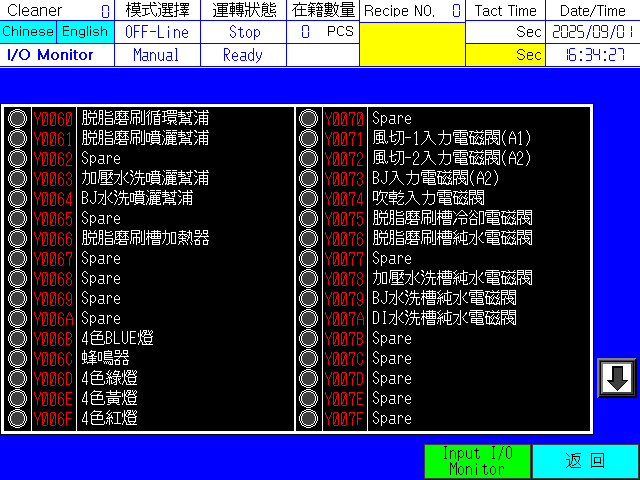 Cleaner 0 模式選擇 運轉狀態 在籍數量 Recipe NO. 0 Tact Time Date/Time
Chinese English OFF-Line Stop 0 PCS Sec 2025/09/01
I/O Monitor Manual Ready Sec 16:34:27
Y0060 脫脂磨刷循環幫浦 Y0070 Spare
Y0061 脫脂磨刷噴灑幫浦 Y0071 風切-1入力電磁閥(A1)
Y0062 Spare Y0072 風切-2入力電磁閥(A2)
Y0063 加壓水洗噴灑幫浦 Y0073 BJ入力電磁閥(A2)
Y0064 BJ水洗噴灑幫浦 Y0074 吹乾入力電磁閥
Y0065 Spare Y0075 脫脂磨刷槽冷卻電磁閥
Y0066 脫脂磨刷槽加熱器 Y0076 脫脂磨刷槽純水電磁閥
Y0067 Spare Y0077 Spare
Y0068 Spare Y0078 加壓水洗槽純水電磁閥
Y0069 Spare Y0079 BJ水洗槽純水電磁閥
Y006A Spare Y007A DI水洗槽純水電磁閥
Y006B 4色BLUE燈 Y007B Spare
Y006C 蜂鳴器 Y007C Spare
Y006D 4色綠燈 Y007D Spare
Y006E 4色黃燈 Y007E Spare
Y006F 4色紅燈 Y007F Spare
Input I/O
Monitor
返 回